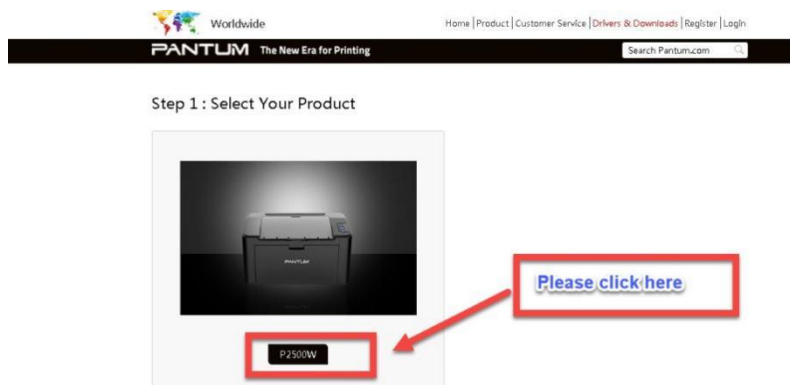 Worldwide
Home | Product | Customer Service | Drivers & Downloads | Register | Login
PANTUM The New Era for Printing
Search Pantum.com
Step 1 : Select Your Product
PANTUM
Please click here
P2500W